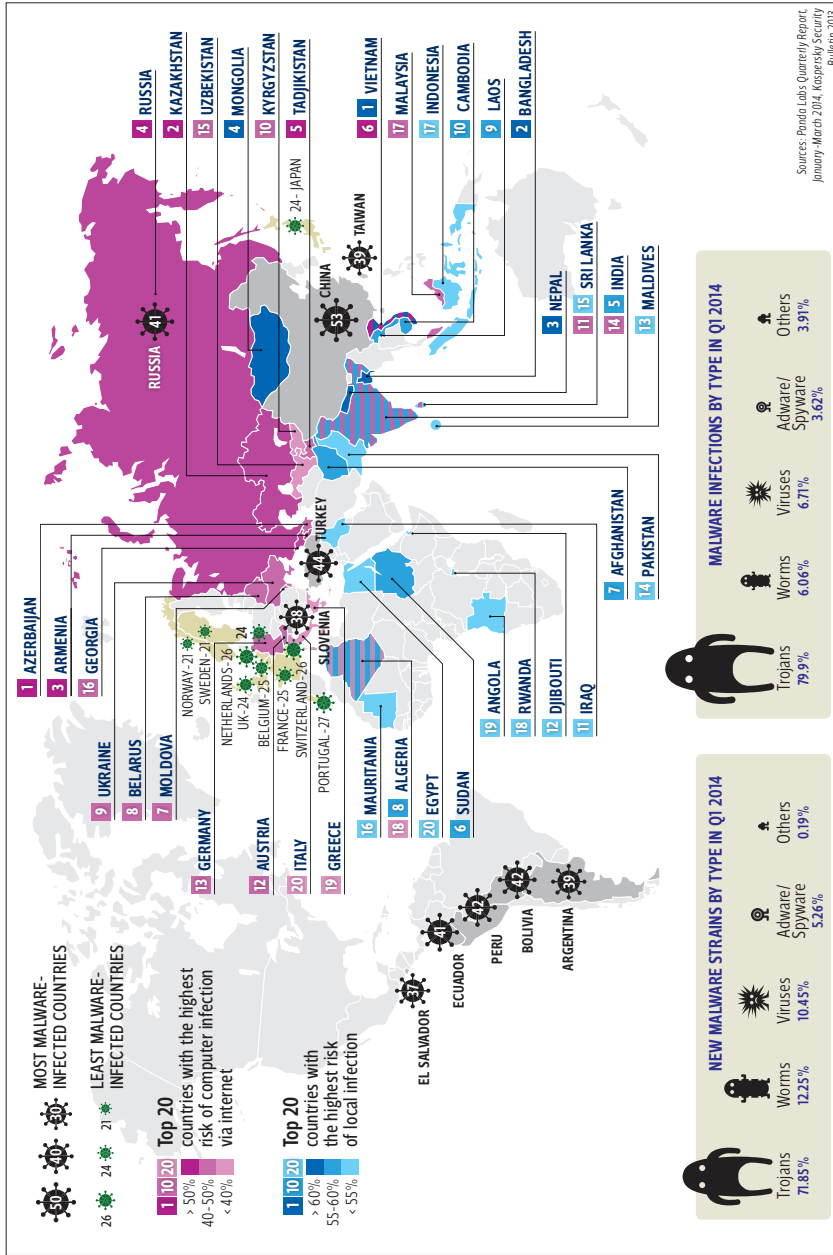 MOST MALWARE-
INFECTED COUNTRIES
50
40
30
LEAST MALWARE-
INFECTED COUNTRIES
26
24
21
1 10 20 Top 20
countries with the highest
risk of computer infection
via internet
> 50%
40-50%
< 40%
1 10 20 Top 20
countries with
the highest risk
of local infection
> 60%
55-60%
< 55%
1 AZERBAIJAN
3 ARMENIA
16 GEORGIA
9 UKRAINE
8 BELARUS
7 MOLDOVA
13 GERMANY
12 AUSTRIA
20 ITALY
19 GREECE
NORWAY-21
SWEDEN-21
NETHERLANDS-26
UK-24
24
BELGIUM-25
FRANCE-25
SWITZERLAND-26
PORTUGAL-27
38
SLOVENIA
44
TURKEY
41
RUSSIA
53
CHINA
39
TAIWAN
24- JAPAN
4 RUSSIA
2 KAZAKHSTAN
15 UZBEKISTAN
4 MONGOLIA
10 KYRGYZSTAN
5 TADJIKISTAN
6 1 VIETNAM
17 MALAYSIA
17 INDONESIA
10 CAMBODIA
9 LAOS
2 BANGLADESH
3 NEPAL
11 15 SRI LANKA
14 5 INDIA
13 MALDIVES
7 AFGHANISTAN
14 PAKISTAN
16 MAURITANIA
18 8 ALGERIA
20 EGYPT
6 SUDAN
19 ANGOLA
18 RWANDA
12 DJIBOUTI
11 IRAQ
37
EL SALVADOR
41
ECUADOR
PERU
42
BOLIVIA
39
ARGENTINA
NEW MALWARE STRAINS BY TYPE IN Q1 2014
Trojans
71.85%
Worms
12.25%
Viruses
10.45%
Adware/
Spyware
5.26%
Others
0.19%
MALWARE INFECTIONS BY TYPE IN Q1 2014
Trojans
79.9%
Worms
6.06%
Viruses
6.71%
Adware/
Spyware
3.62%
Others
3.91%
Sources: Panda Labs Quarterly Report,
January-March 2014, Kaspersky Security
Bulletin 2013